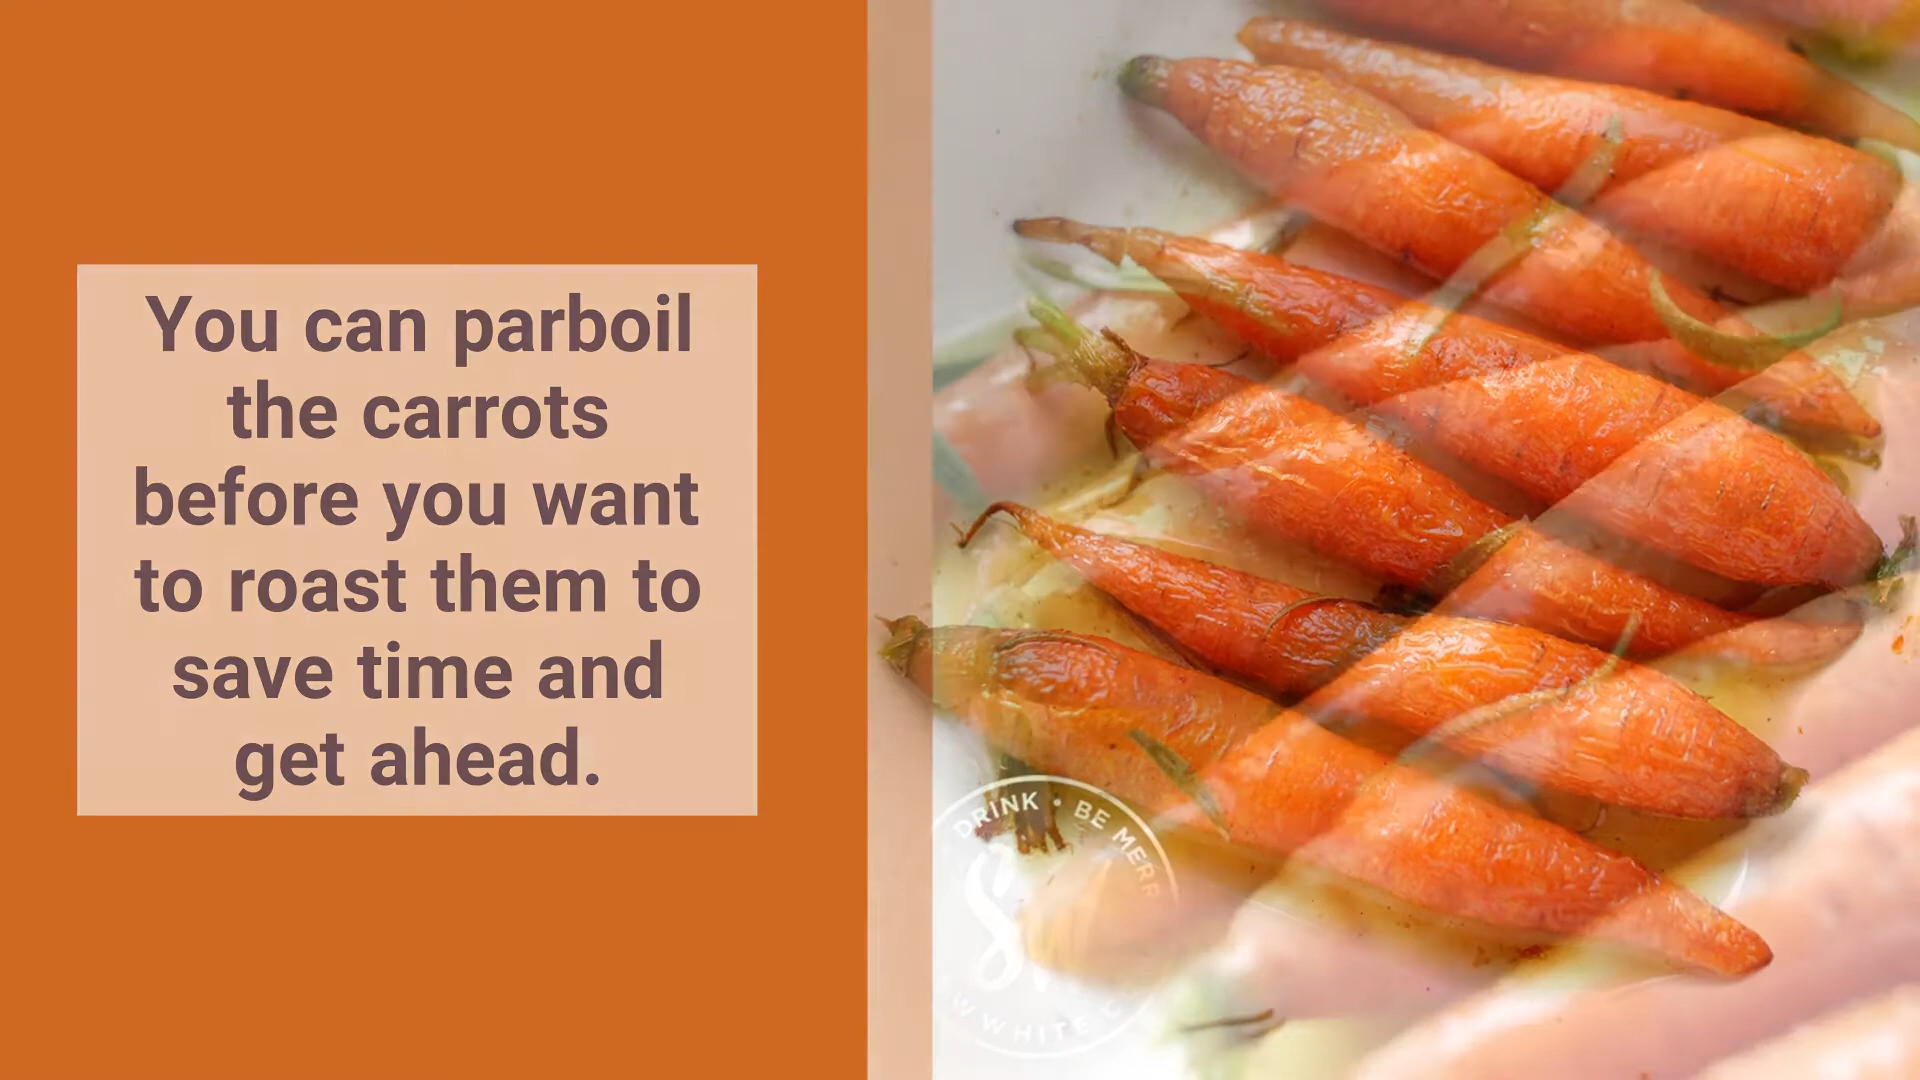 You can parboil
the carrots
before you want
to roast them to
save time and
get ahead.
DRINK • BE MERR
WHITE